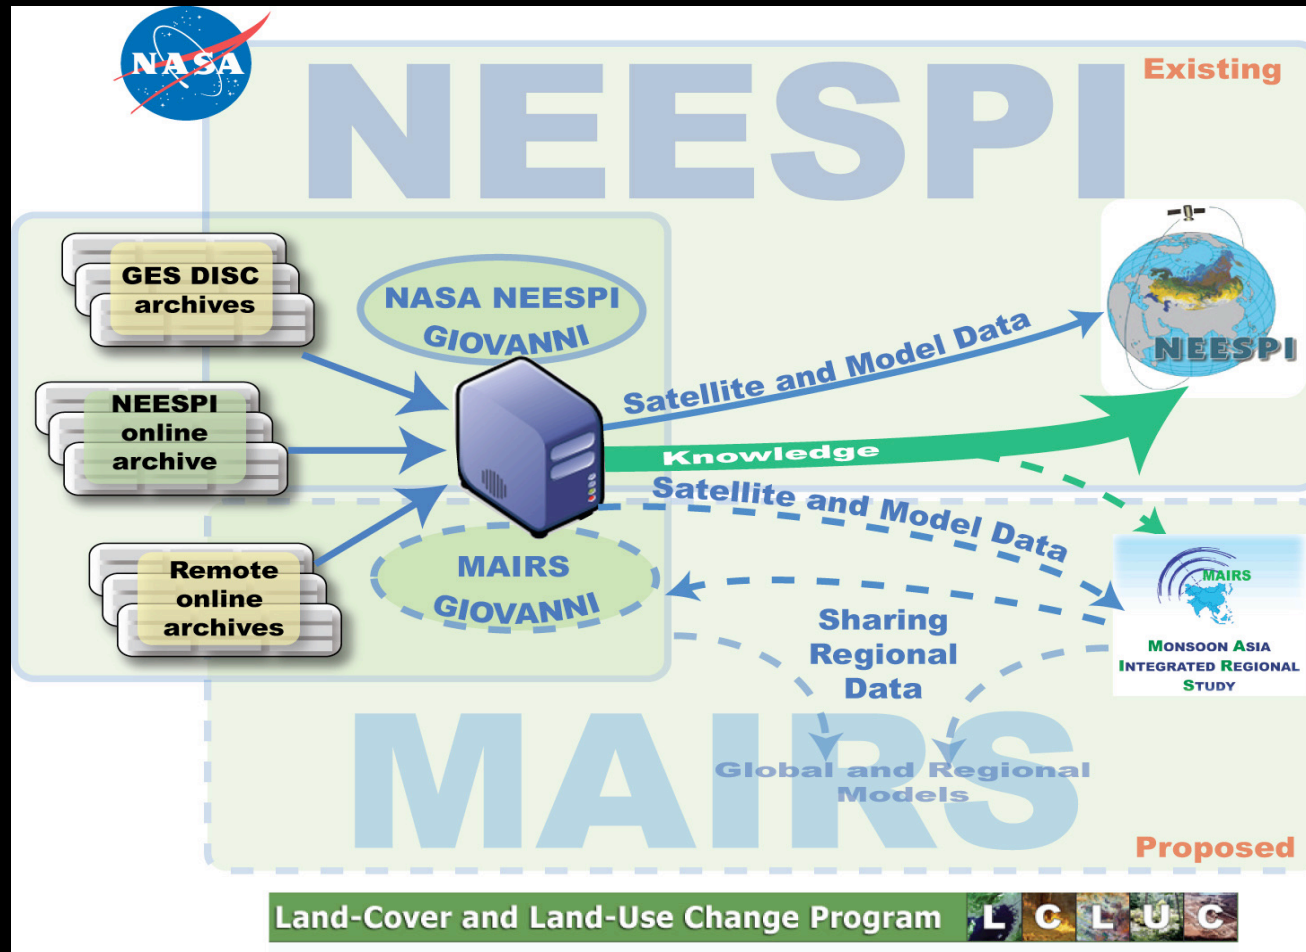 NASA
NEESPI
Existing
GES DISC
archives
NASA NEESPI
GIOVANNI
NEESPI
online
archive
Satellite and Model Data
NEESPI
Knowledge
Satellite and Model Data
Remote
online
archives
MAIRS
GIOVANNI
MAIRS
MONSOON ASIA
INTEGRATED REGIONAL
STUDY
Sharing
Regional
Data
MAIRS
Global and Regional
Models
Proposed
Land-Cover and Land-Use Change Program L C L U C